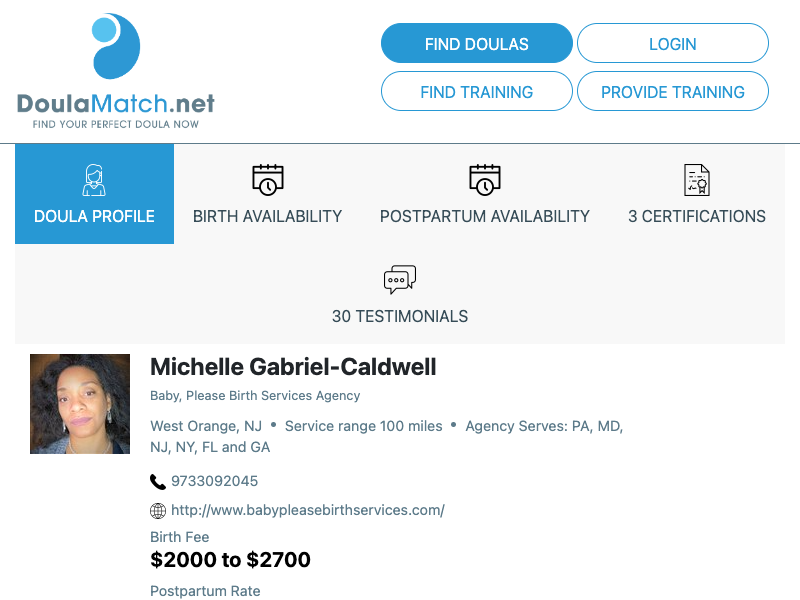 DoulaMatch.net
FIND YOUR PERFECT DOULA NOW
FIND DOULAS
LOGIN
FIND TRAINING
PROVIDE TRAINING
DOULA PROFILE
BIRTH AVAILABILITY
POSTPARTUM AVAILABILITY
3 CERTIFICATIONS
30 TESTIMONIALS
Michelle Gabriel-Caldwell
Baby, Please Birth Services Agency
West Orange, NJ • Service range 100 miles • Agency Serves: PA, MD,
NJ, NY, FL and GA
9733092045
http://www.babypleasebirthservices.com/
Birth Fee
$2000 to $2700
Postpartum Rate